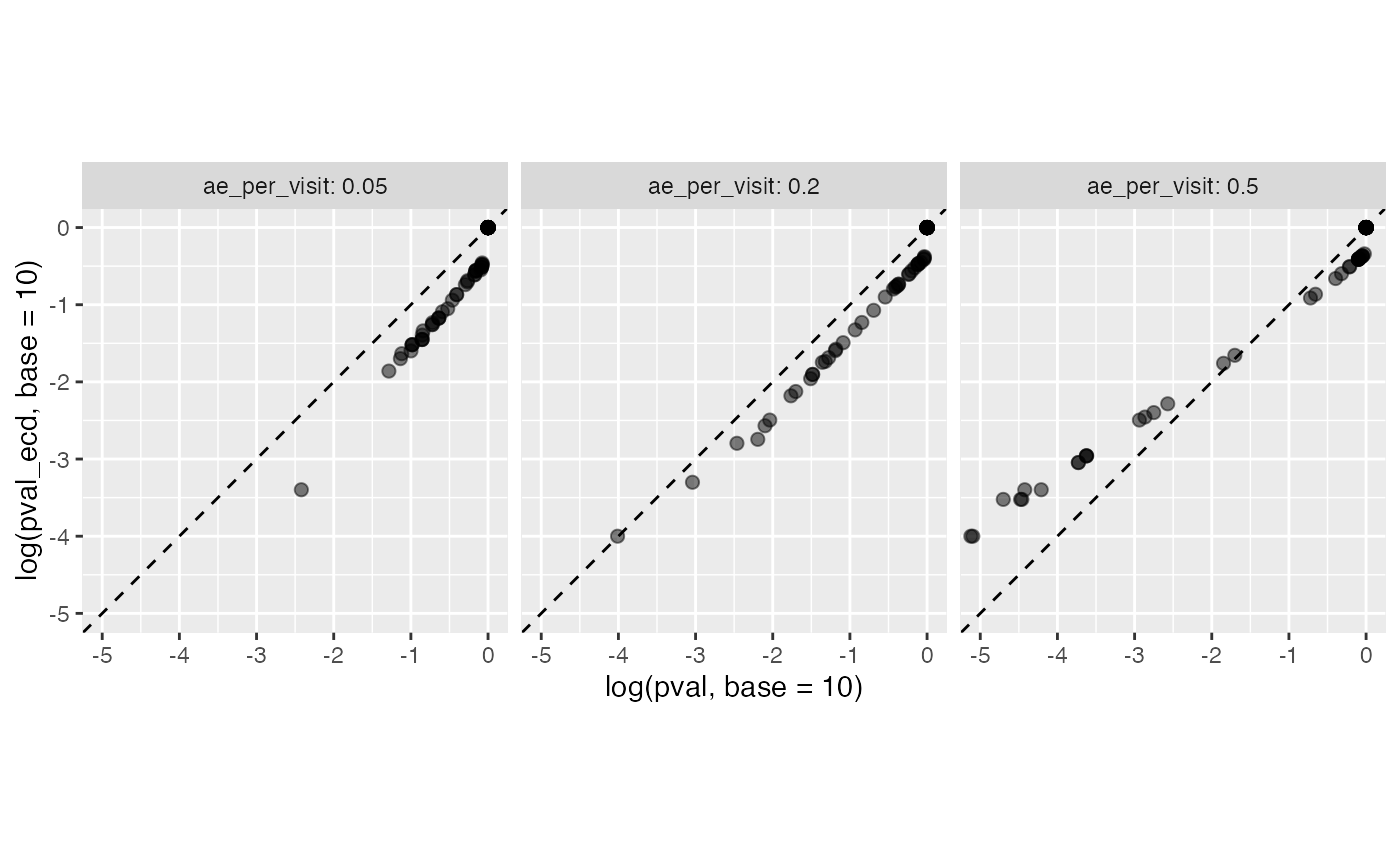 ae_per_visit: 0.05 ae_per_visit: 0.2 ae_per_visit: 0.5
log(pval_ecd, base = 10)
0
-1
-2
-3
-4
-5
-5 -4 -3 -2 -1 0 -5 -4 -3 -2 -1 0 -5 -4 -3 -2 -1 0
log(pval, base = 10)